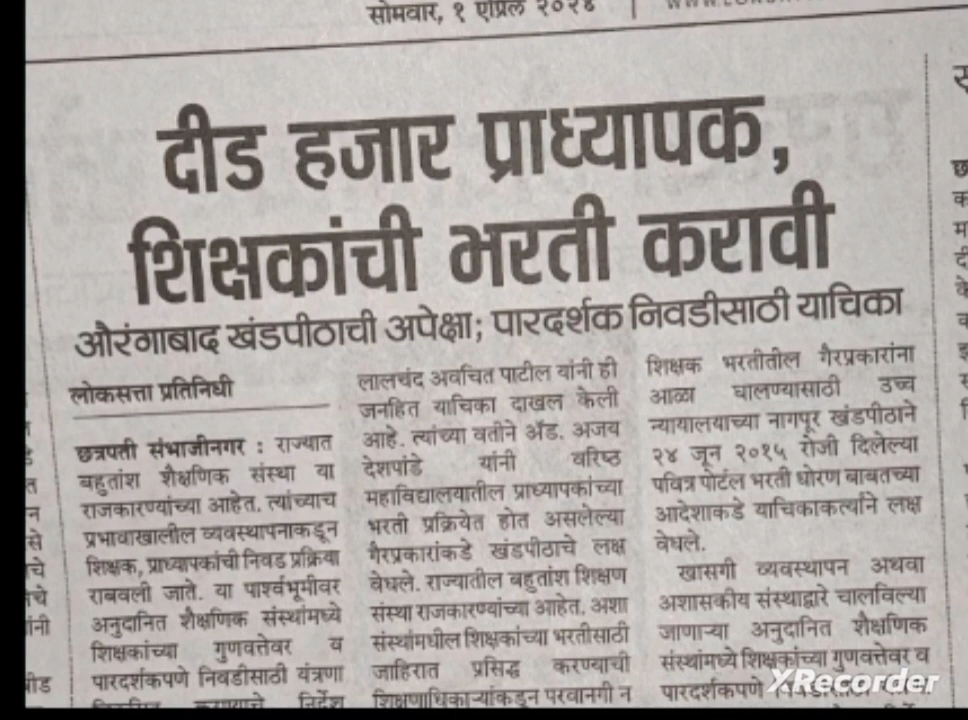 सोमवार, १ एप्रिल २०२४
दीड हजार प्राध्यापक,
शिक्षकांची भरती करावी
औरंगाबाद खंडपीठाची अपेक्षा; पारदर्शक निवडीसाठी याचिका
लोकसत्ता प्रतिनिधी
छत्रपती संभाजीनगर : राज्यात
बहुतांश शैक्षणिक संस्था या
राजकारण्यांच्या आहेत. त्यांच्याच
प्रभावाखालील व्यवस्थापनाकडून
शिक्षक, प्राध्यापकांची निवड प्रक्रिया
राबवली जाते. या पार्श्वभूमीवर
अनुदानित शैक्षणिक संस्थांमध्ये
शिक्षकांच्या गुणवत्तेवर व
पारदर्शकपणे निवडीसाठी यंत्रणा
निर्देश
लालचंद अवचित पाटील यांनी ही
जनहित याचिका दाखल केली
आहे. त्यांच्या वतीने ॲड. अजय
देशपांडे यांनी वरिष्ठ
महाविद्यालयातील प्राध्यापकांच्या
भरती प्रक्रियेत होत असलेल्या
गैरप्रकारांकडे खंडपीठाचे लक्ष
वेधले. राज्यातील बहुतांश शिक्षण
संस्था राजकारण्यांच्या आहेत. अशा
संस्थांमधील शिक्षकांच्या भरतीसाठी
जाहिरात प्रसिद्ध करण्याची
शिक्षणाधिकाऱ्यांकडून परवानगी न
शिक्षक भरतीतील गैरप्रकारांना
आळा घालण्यासाठी उच्च
न्यायालयाच्या नागपूर खंडपीठाने
२४ जून २०१५ रोजी दिलेल्या
पवित्र पोर्टल भरती धोरण बाबतच्या
आदेशाकडे याचिकाकर्त्याने लक्ष
वेधले.
खासगी व्यवस्थापन अथवा
अशासकीय संस्थाद्वारे चालविल्या
जाणाऱ्या अनुदानित शैक्षणिक
संस्थांमध्ये शिक्षकांच्या गुणवत्तेवर व
पारदर्शकपणे
XRecorder